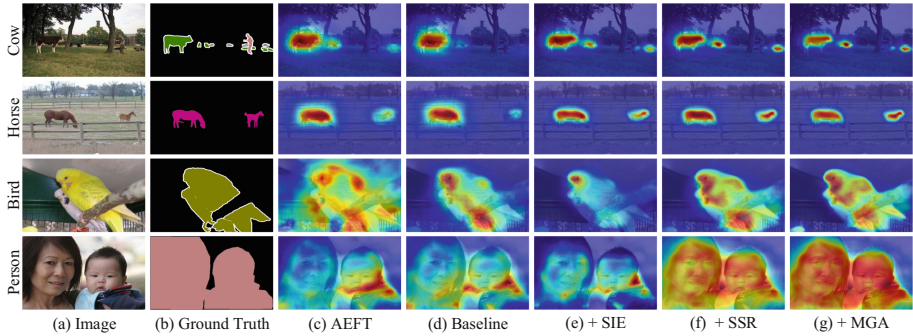 Cow
Horse
Bird
Person
(a) Image
(b) Ground Truth
(c) AEFT
(d) Baseline
(e) + SIE
(f) + SSR
(g) + MGA